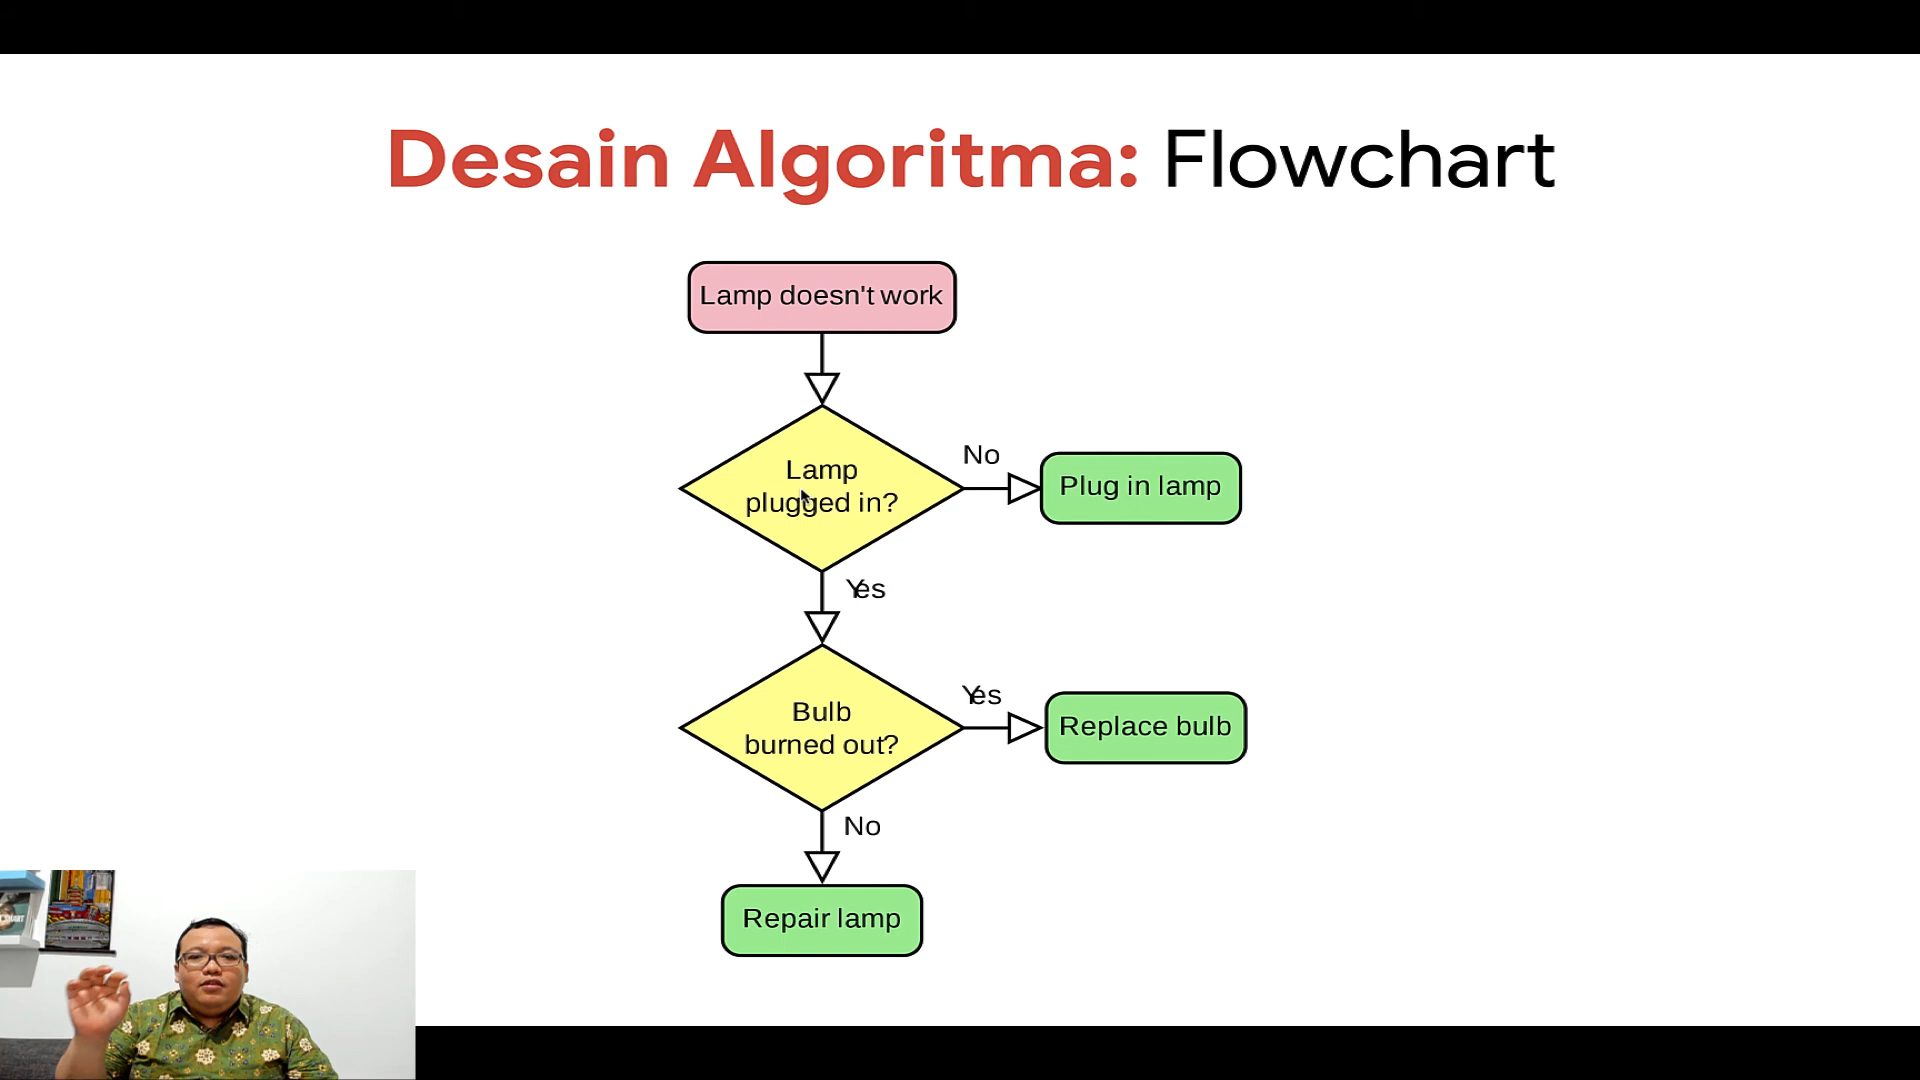 Desain Algoritma: Flowchart
Lamp doesn't work
Lamp
plugged in?
No
Plug in lamp
Yes
Bulb
burned out?
Yes
Replace bulb
No
Repair lamp